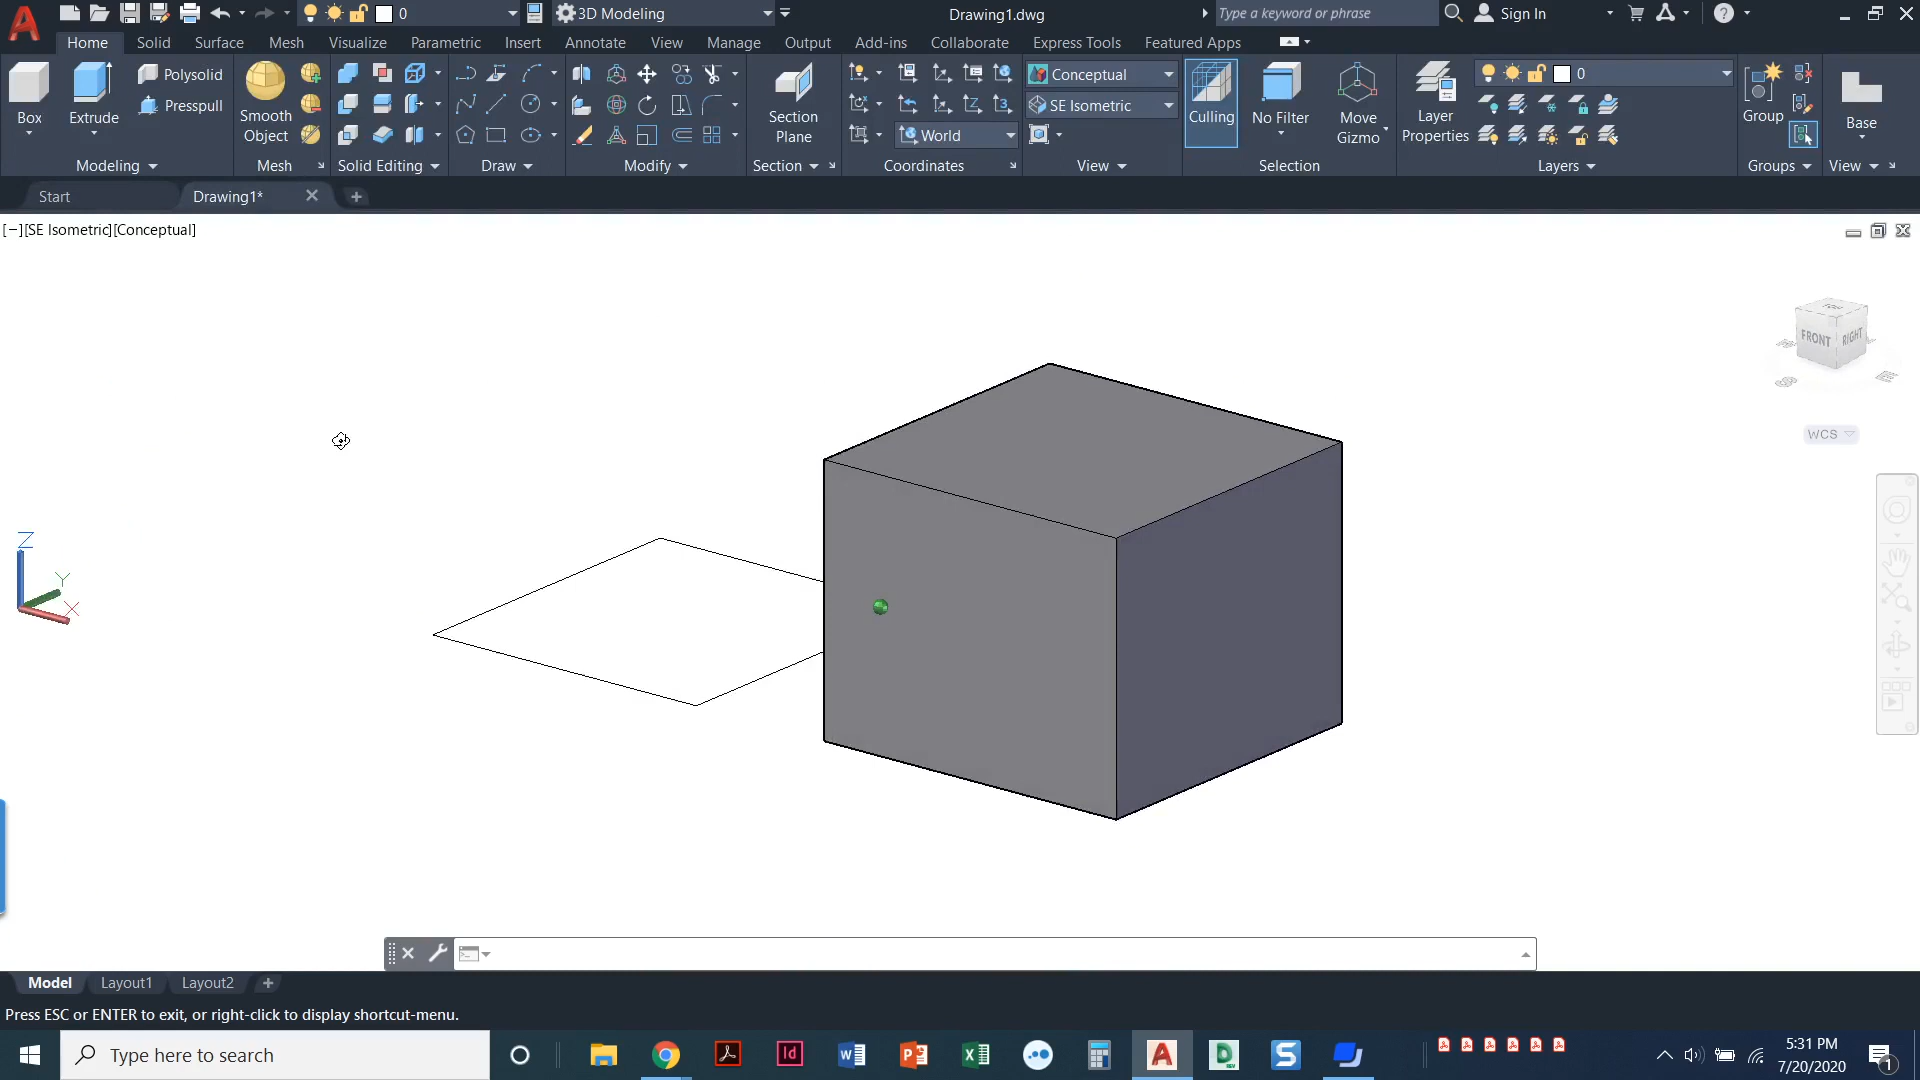 0
3D Modeling
Drawing1.dwg
Type a keyword or phrase
Sign In
Home
Solid
Surface
Mesh
Visualize
Parametric
Insert
Annotate
View
Manage
Output
Add-ins
Collaborate
Express Tools
Featured Apps
Box
Extrude
Polysolid
Presspull
Smooth Object
Section Plane
World
Conceptual
SE Isometric
Culling
No Filter
Move Gizmo
Layer Properties
0
Group
Base
Modeling
Mesh
Solid Editing
Draw
Modify
Section
Coordinates
View
Selection
Layers
Groups
View
Start
Drawing1*
[−][SE Isometric][Conceptual]
TOP
FRONT
RIGHT
S
E
WCS
Z
Y
X
Model
Layout1
Layout2
Press ESC or ENTER to exit, or right-click to display shortcut-menu.
Type here to search
5:31 PM
7/20/2020
1